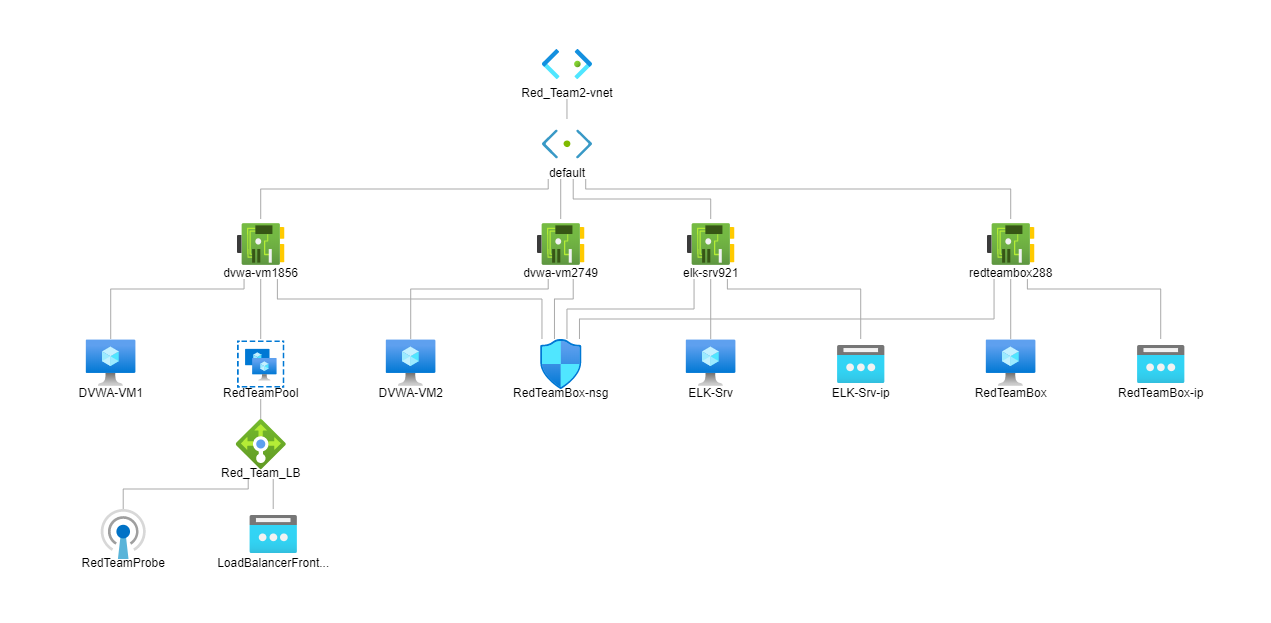 Red_Team2-vnet
default
dvwa-vm1856
dvwa-vm2749
elk-srv921
redteambox288
DVWA-VM1
RedTeamPool
DVWA-VM2
RedTeamBox-nsg
ELK-Srv
ELK-Srv-ip
RedTeamBox
RedTeamBox-ip
Red_Team_LB
RedTeamProbe
LoadBalancerFront...